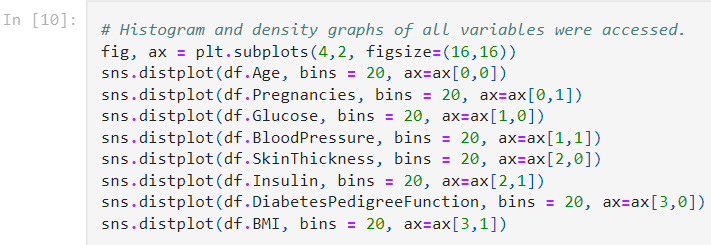 In [10]:
# Histogram and density graphs of all variables were accessed.
fig, ax = plt.subplots(4,2, figsize=(16,16))
sns.distplot(df.Age, bins = 20, ax=ax[0,0])
sns.distplot(df.Pregnancies, bins = 20, ax=ax[0,1])
sns.distplot(df.Glucose, bins = 20, ax=ax[1,0])
sns.distplot(df.BloodPressure, bins = 20, ax=ax[1,1])
sns.distplot(df.SkinThickness, bins = 20, ax=ax[2,0])
sns.distplot(df.Insulin, bins = 20, ax=ax[2,1])
sns.distplot(df.DiabetesPedigreeFunction, bins = 20, ax=ax[3,0])
sns.distplot(df.BMI, bins = 20, ax=ax[3,1])